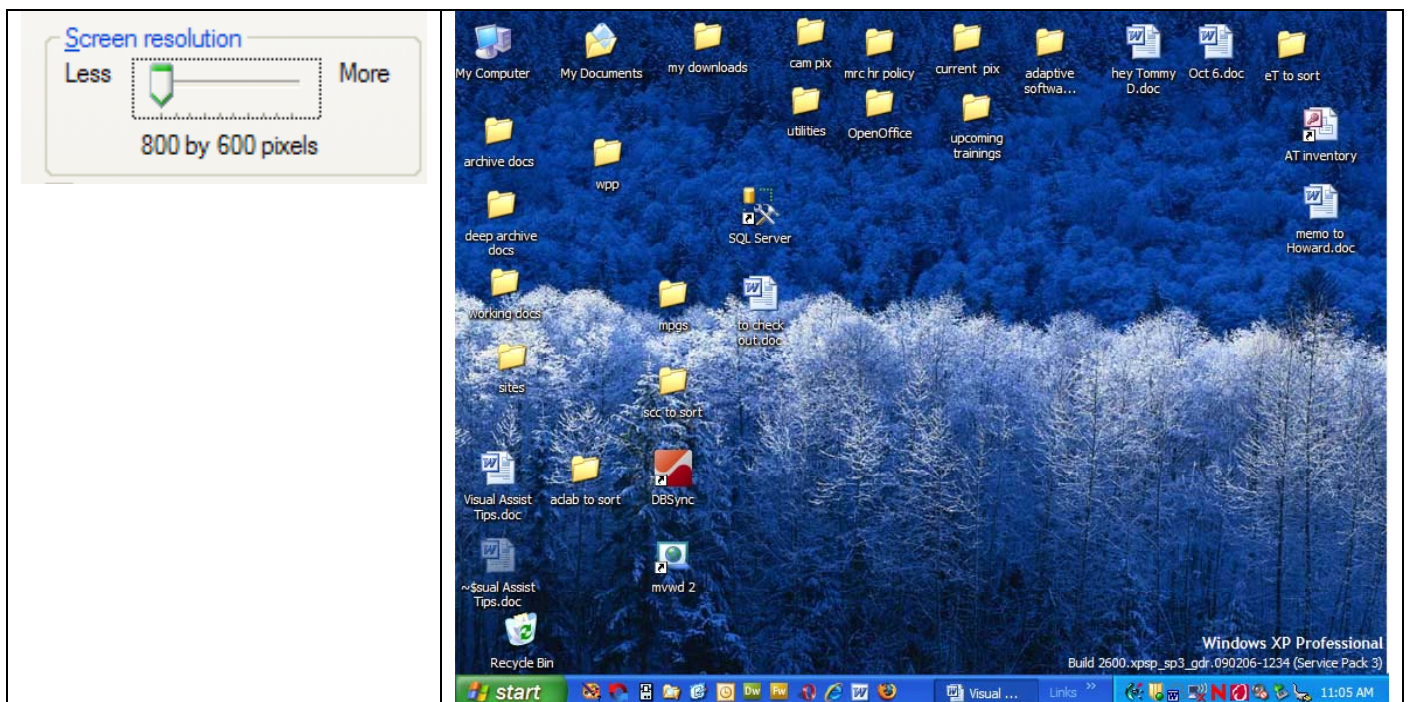 Screen resolution
Less More
800 by 600 pixels
My Computer
My Documents
my downloads
cam pix
mrc hr policy
current pix
adaptive
softwa...
hey Tommy
D.doc
Oct 6.doc
eT to sort
utilities
OpenOffice
upcoming
trainings
AT inventory
archive docs
wpp
deep archive
docs
SQL Server
memo to
Howard.doc
working docs
mpgs
to check
out.doc
sites
scc to sort
Visual Assist
Tips.doc
aclab to sort
DBSync
~$sual Assist
Tips.doc
mvwd 2
Recycle Bin
Windows XP Professional
Build 2600.xpsp_sp3_gdr.090206-1234 (Service Pack 3)
start
Dw
Fw
Visual ...
Links
11:05 AM